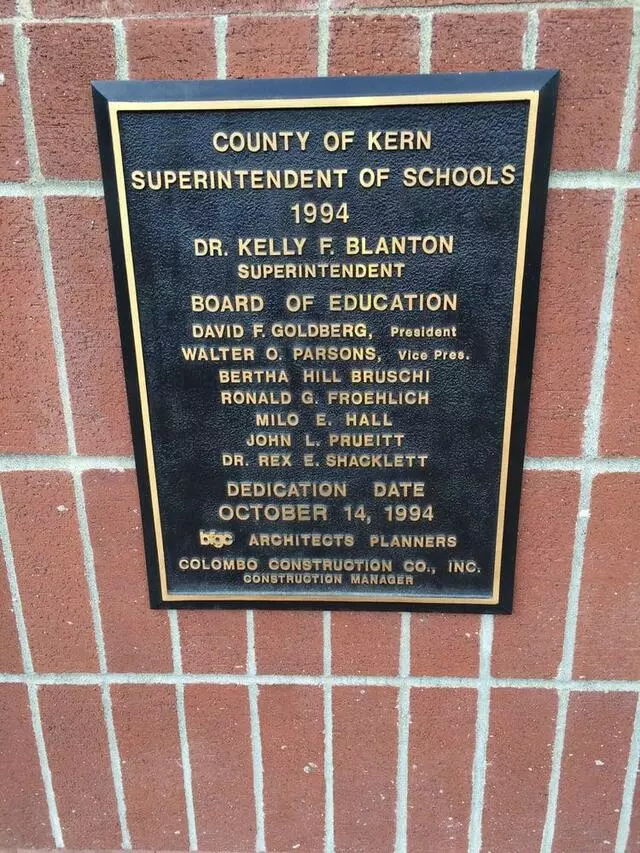 COUNTY OF KERN
SUPERINTENDENT OF SCHOOLS
1994
DR. KELLY F. BLANTON
SUPERINTENDENT
BOARD OF EDUCATION
DAVID F. GOLDBERG, President
WALTER O. PARSONS, Vice Pres.
BERTHA HILL BRUSCHI
RONALD G. FROEHLICH
MILO E. HALL
JOHN L. PRUEITT
DR. REX E. SHACKLETT
DEDICATION DATE
OCTOBER 14, 1994
bfgc ARCHITECTS PLANNERS
COLOMBO CONSTRUCTION CO., INC.
CONSTRUCTION MANAGER